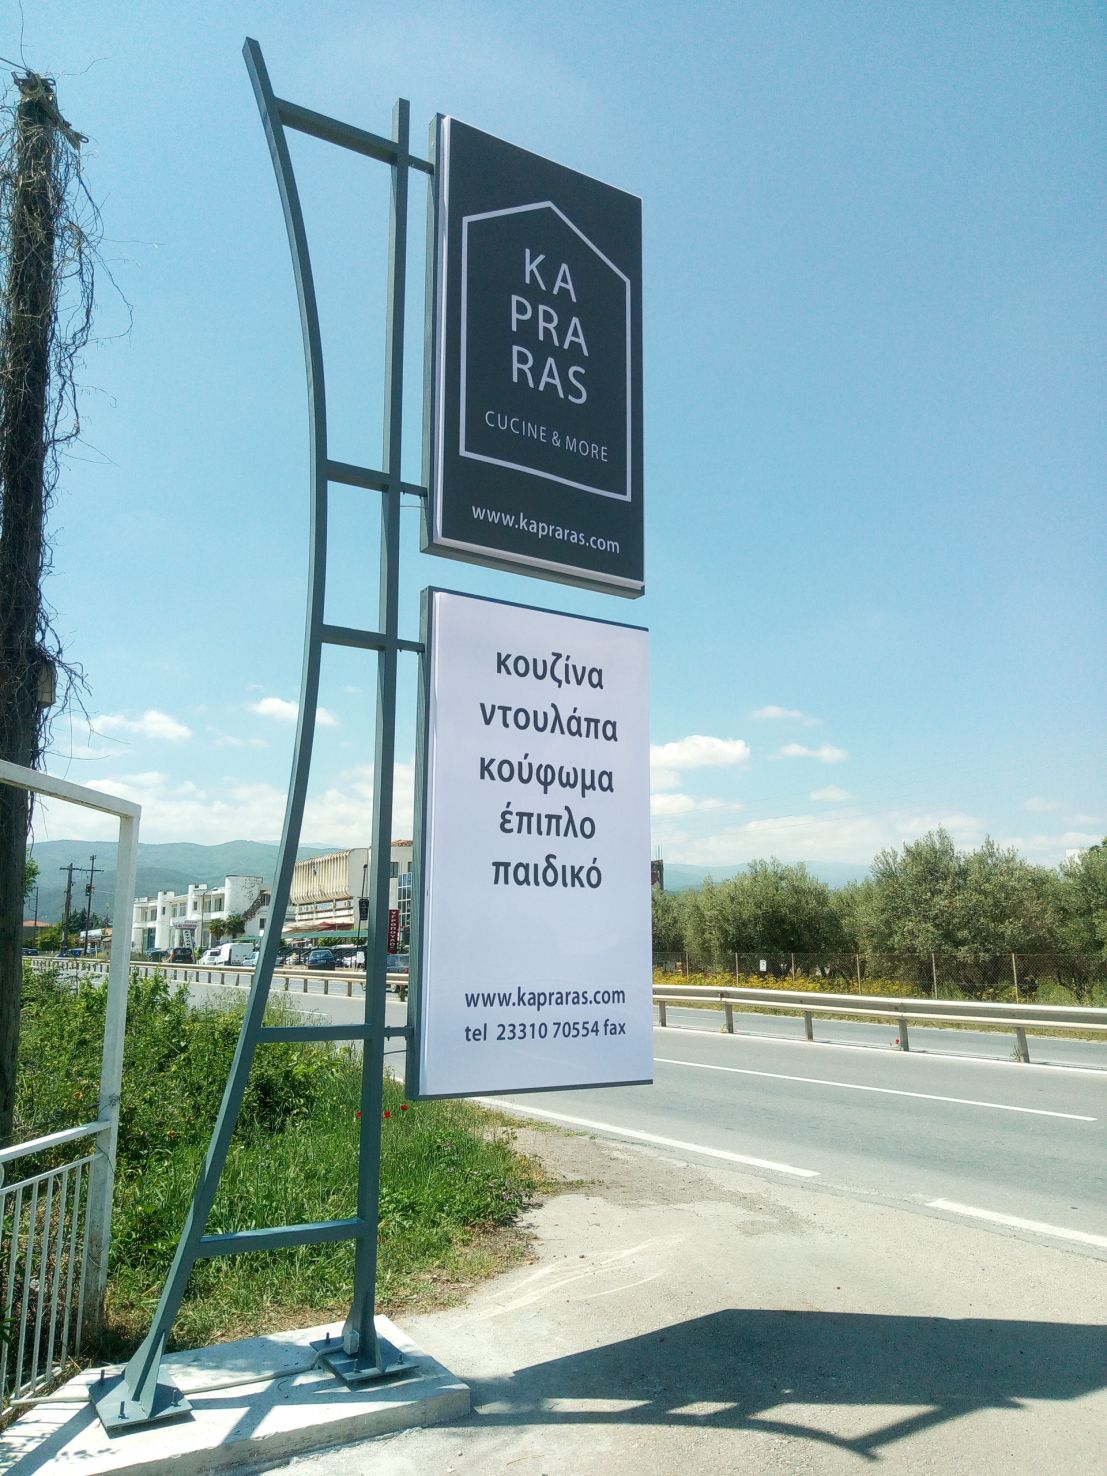 KA
PRA
RAS
CUCINE & MORE
www.kapraras.com
κουζίνα
ντουλάπα
κούφωμα
έπιπλο
παιδικό
www.kapraras.com
tel 23310 70554 fax